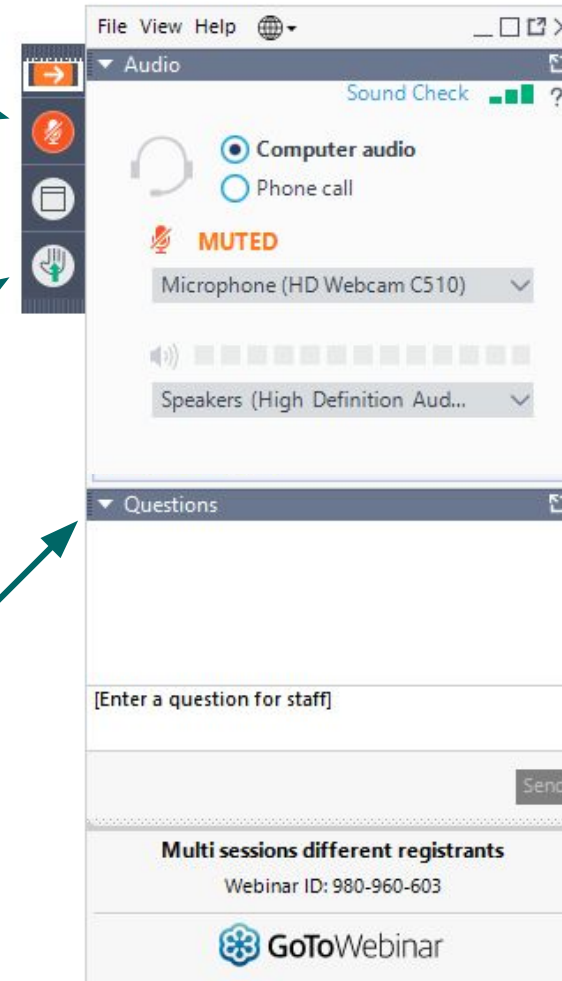 File View Help
Audio
Sound Check ?
Computer audio
Phone call
MUTED
Microphone (HD Webcam C510)
Speakers (High Definition Aud...
Questions
[Enter a question for staff]
Send
Multi sessions different registrants
Webinar ID: 980-960-603
GoToWebinar